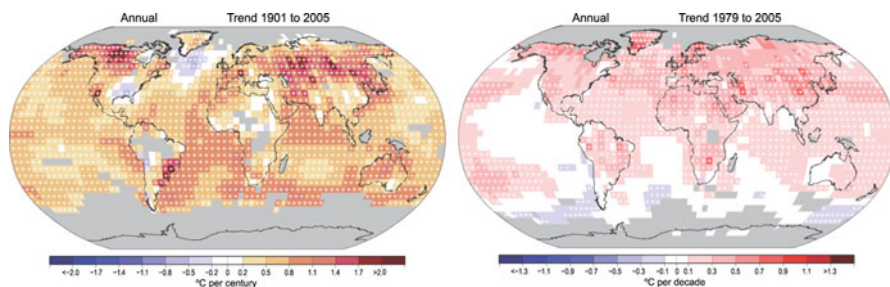 Annual Trend 1901 to 2005
<-2.0 -1.7 -1.4 -1.1 -0.8 -0.5 -0.2 0 0.2 0.5 0.8 1.1 1.4 1.7 >2.0
ºC per century
Annual Trend 1979 to 2005
<-1.3 -1.1 -0.9 -0.7 -0.5 -0.3 -0.1 0 0.1 0.3 0.5 0.7 0.9 1.1 >1.3
ºC per decade